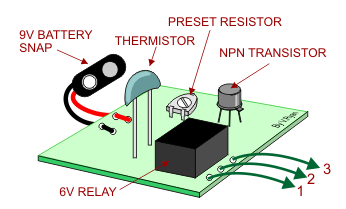 PRESET RESISTOR
9V BATTERY
SNAP
THERMISTOR
NPN TRANSISTOR
6V RELAY
3
2
1